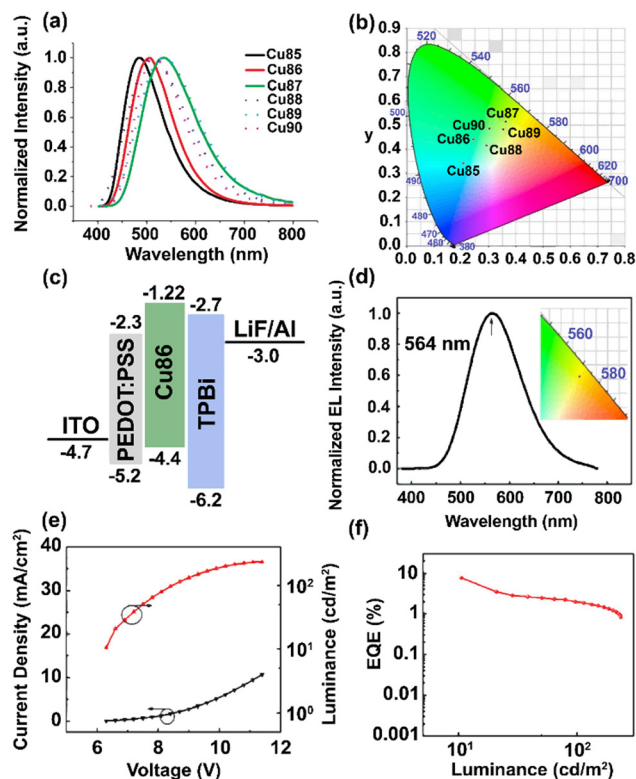 (a)
Normalized Intensity (a.u.)
1.0
0.8
0.6
0.4
0.2
0.0
Cu85
Cu86
Cu87
Cu88
Cu89
Cu90
400 500 600 700 800
Wavelength (nm)
(b)
y
0.9
0.8
0.7
0.6
0.5
0.4
0.3
0.2
0.1
0.0
520
540
560
580
600
620
700
500
490
480
470
460
380
Cu87
Cu90
Cu89
Cu86
Cu88
Cu85
0.0 0.1 0.2 0.3 0.4 0.5 0.6 0.7 0.8
(c)
-1.22
-2.3
-2.7
LiF/Al
-3.0
PEDOT:PSS
Cu86
TPBi
ITO
-4.7
-4.4
-5.2
-6.2
(d)
Normalized EL Intensity (a.u.)
1.0
0.8
0.6
0.4
0.2
0.0
564 nm
560
580
400 500 600 700 800
Wavelength (nm)
(e)
Current Density (mA/cm²)
40
35
30
25
20
15
10
5
0
10²
10¹
10⁰
Luminance (cd/m²)
6 8 10 12 14
Voltage (V)
(f)
EQE (%)
100
10
1
0.1
0.01
0.001
10¹ 10²
Luminance (cd/m²)